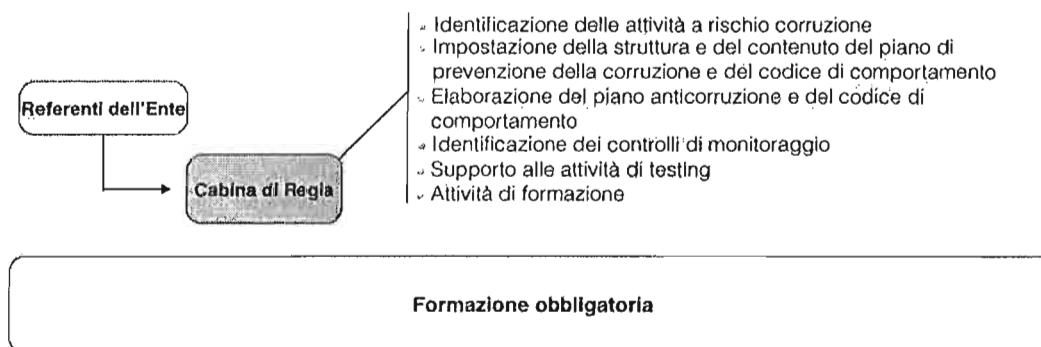 Identificazione delle attività a rischio corruzione
Impostazione della struttura e del contenuto del piano di
prevenzione della corruzione e del codice di comportamento
Elaborazione del piano anticorruzione e del codice di
comportamento
Identificazione dei controlli di monitoraggio
Supporto alle attività di testing
Attività di formazione
Referenti dell'Ente
Cabina di Regia
Formazione obbligatoria